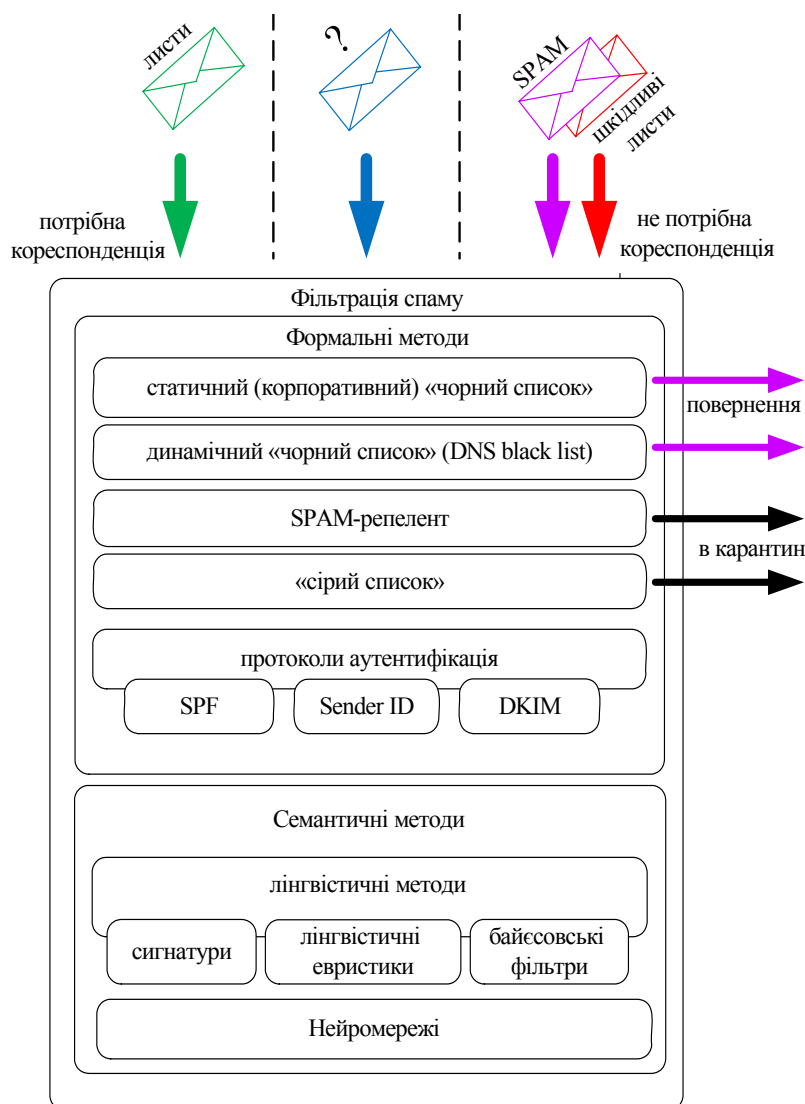 листи
?
SPAM
шкідливі
листи
потрібна
кореспонденція
не потрібна
кореспонденція
Фільтрація спаму
Формальні методи
статичний (корпоративний) «чорний список»
повернення
динамічний «чорний список» (DNS black list)
SPAM-репелент
в карантин
«сірий список»
протоколи аутентифікація
SPF
Sender ID
DKIM
Семантичні методи
лінгвістичні методи
сигнатури
лінгвістичні
евристики
байєсовські
фільтри
Нейромережі